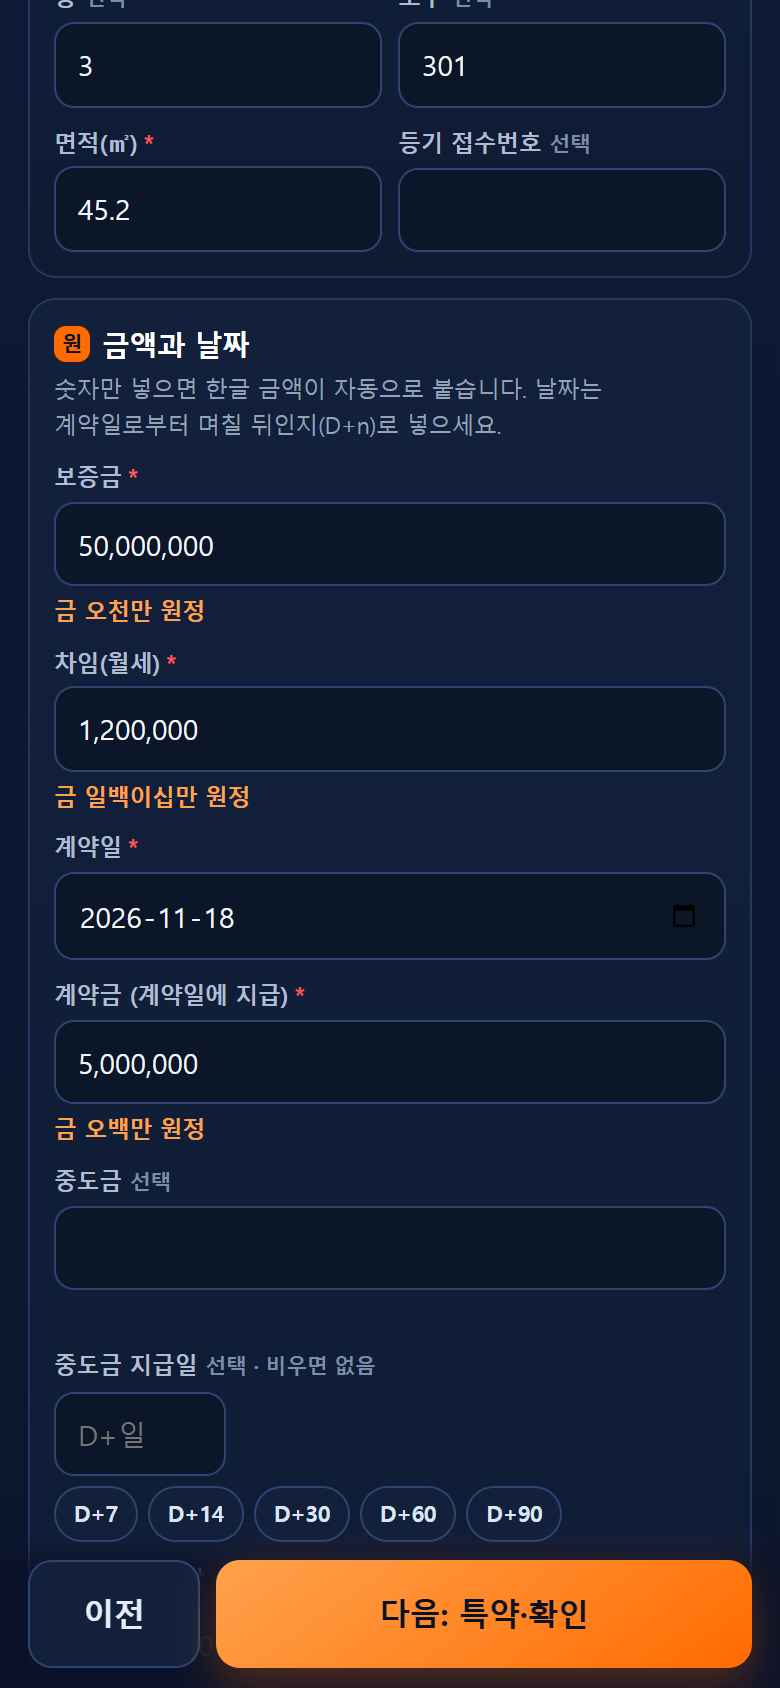 3
301
면적(㎡) *
등기 접수번호 선택
45.2
원 금액과 날짜
숫자만 넣으면 한글 금액이 자동으로 붙습니다. 날짜는
계약일로부터 며칠 뒤인지(D+n)로 넣으세요.
보증금 *
50,000,000
금 오천만 원정
차임(월세) *
1,200,000
금 일백이십만 원정
계약일 *
2026-11-18
계약금 (계약일에 지급) *
5,000,000
금 오백만 원정
중도금 선택
중도금 지급일 선택 · 비우면 없음
D+일
D+7 D+14 D+30 D+60 D+90
이전
다음: 특약·확인